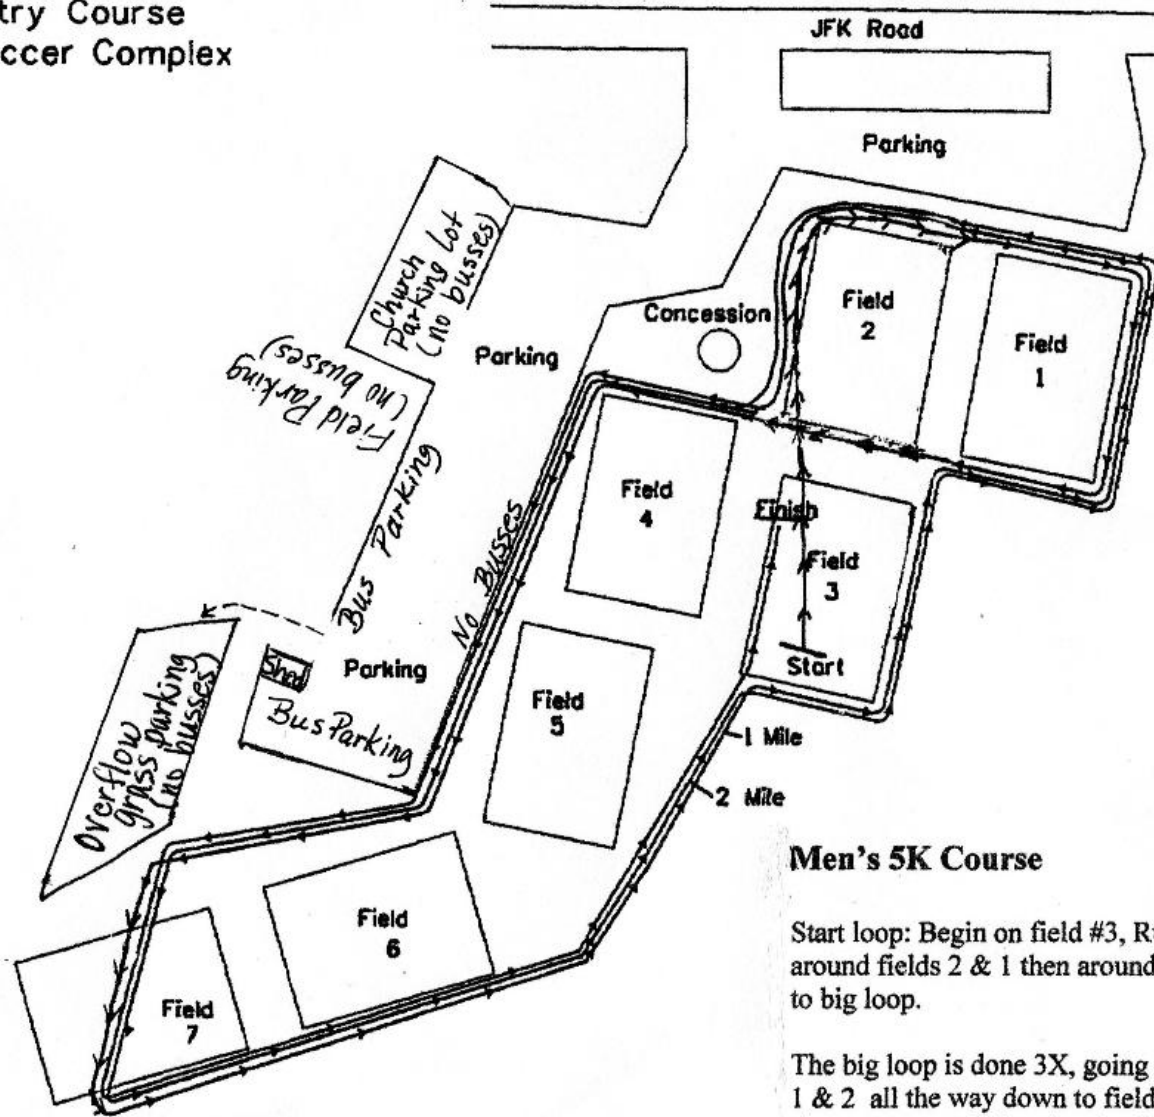 try Course
ccer Complex
JFK Road
Parking
Church
Parking Lot
(no busses)
Field Parking
(no busses)
Parking
Concession
Field
2
Field
1
Bus Parking
No Busses
Field
4
Finish
Field
3
Start
Shed
Parking
Bus Parking
Overflow
grass parking
(no busses)
Field
5
1 Mile
2 Mile
Field
6
Field
7
Men's 5K Course
Start loop: Begin on field #3, R
around fields 2 & 1 then around
to big loop.
The big loop is done 3X, going
1 & 2 all the way down to field